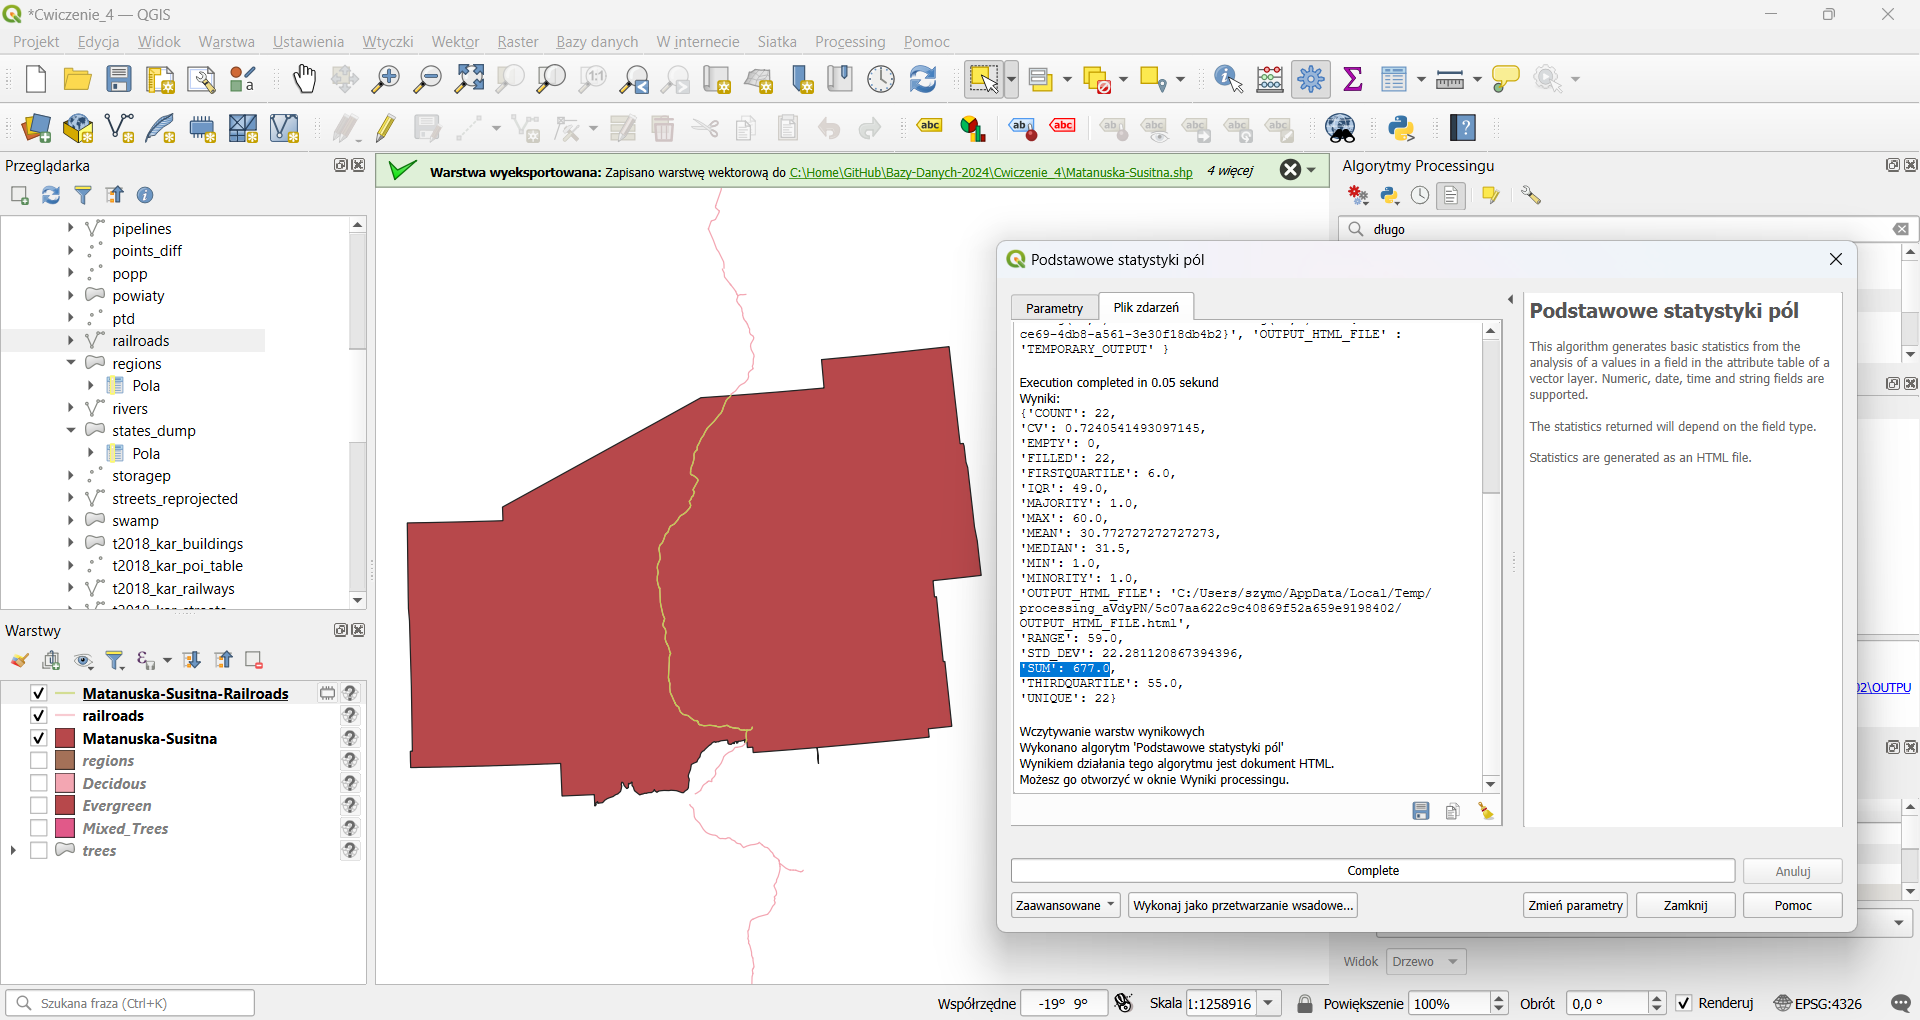 *Cwiczenie_4 — QGIS
Projekt Edycja Widok Warstwa Ustawienia Wtyczki Wektor Raster Bazy danych W internecie Siatka Processing Pomoc
Przeglądarka
pipelines
points_diff
popp
powiaty
ptd
railroads
regions
Pola
rivers
states_dump
Pola
storagep
streets_reprojected
swamp
t2018_kar_buildings
t2018_kar_poi_table
t2018_kar_railways
t2018_kar_streets
Warstwy
Matanuska-Susitna-Railroads
railroads
Matanuska-Susitna
regions
Decidous
Evergreen
Mixed_Trees
trees
Warstwa wyeksportowana: Zapisano warstwę wektorową do C:\Home\GitHub\Bazy-Danych-2024\Cwiczenie_4\Matanuska-Susitna.shp 4 więcej
Algorytmy Processingu
długo
Podstawowe statystyki pól
Parametry Plik zdarzeń
ce69-4db8-a561-3e30f18db4b2}', 'OUTPUT_HTML_FILE' :
'TEMPORARY_OUTPUT' }
Execution completed in 0.05 sekund
Wyniki:
{'COUNT': 22,
'CV': 0.7240541493097145,
'EMPTY': 0,
'FILLED': 22,
'FIRSTQUARTILE': 6.0,
'IQR': 49.0,
'MAJORITY': 1.0,
'MAX': 60.0,
'MEAN': 30.772727272727273,
'MEDIAN': 31.5,
'MIN': 1.0,
'MINORITY': 1.0,
'OUTPUT_HTML_FILE': 'C:/Users/szymo/AppData/Local/Temp/
processing_aVdyPN/5c07aa622c9c40869f52a659e9198402/
OUTPUT_HTML_FILE.html',
'RANGE': 59.0,
'STD_DEV': 22.281120867394396,
'SUM': 677.0,
'THIRDQUARTILE': 55.0,
'UNIQUE': 22}
Wczytywanie warstw wynikowych
Wykonano algorytm 'Podstawowe statystyki pól'
Wynikiem działania tego algorytmu jest dokument HTML.
Możesz go otworzyć w oknie Wyniki processingu.
Podstawowe statystyki pól
This algorithm generates basic statistics from the
analysis of a values in a field in the attribute table of a
vector layer. Numeric, date, time and string fields are
supported.
The statistics returned will depend on the field type.
Statistics are generated as an HTML file.
Complete
Anuluj
Zaawansowane Wykonaj jako przetwarzanie wsadowe... Zmień parametry Zamknij Pomoc
02\OUTPU
Widok Drzewo
Szukana fraza (Ctrl+K) Współrzędne -19° 9° Skala 1:1258916 Powiększenie 100% Obrót 0,0 ° Renderuj EPSG:4326